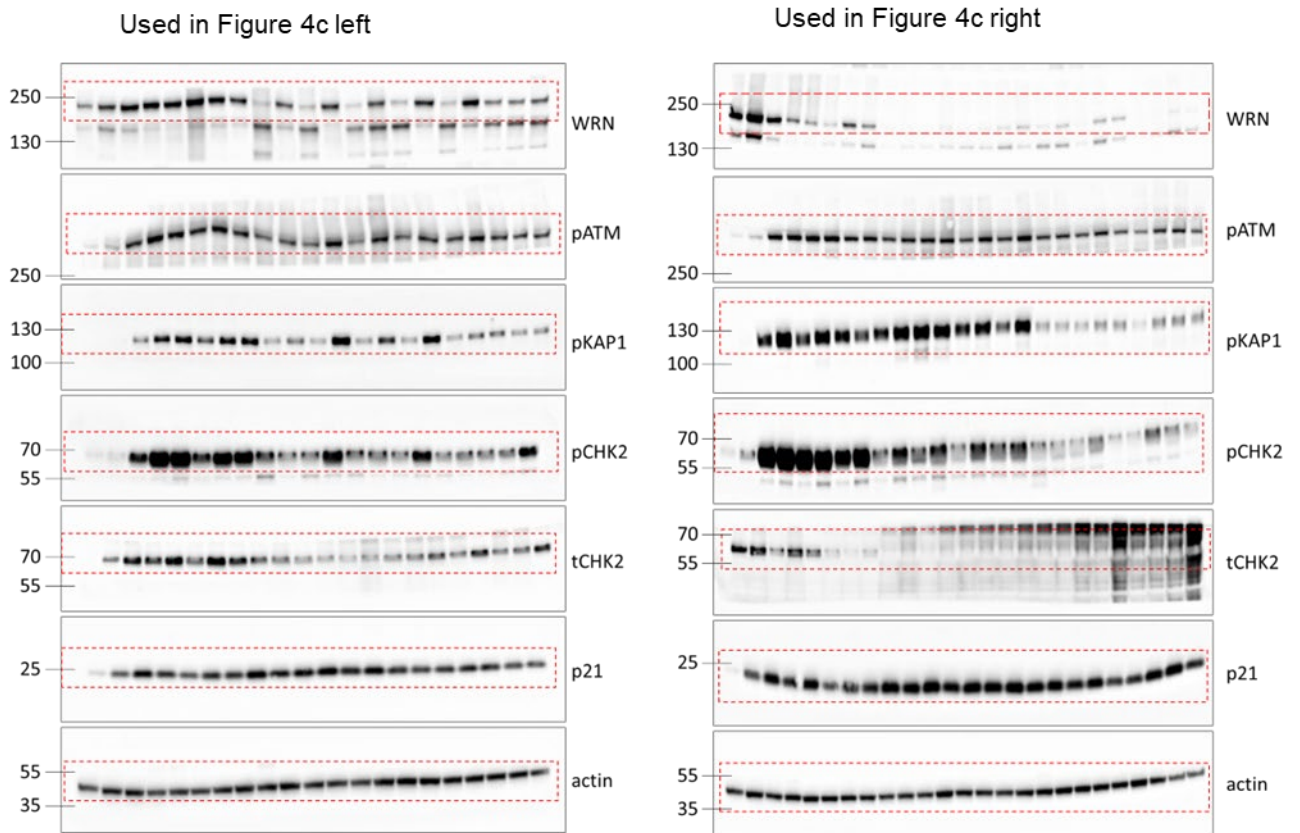 Used in Figure 4c left
250
130
WRN
pATM
250
130
100
pKAP1
70
55
pCHK2
70
55
tCHK2
25
p21
55
35
actin
Used in Figure 4c right
250
130
WRN
pATM
250
130
100
pKAP1
70
55
pCHK2
70
55
tCHK2
25
p21
55
35
actin